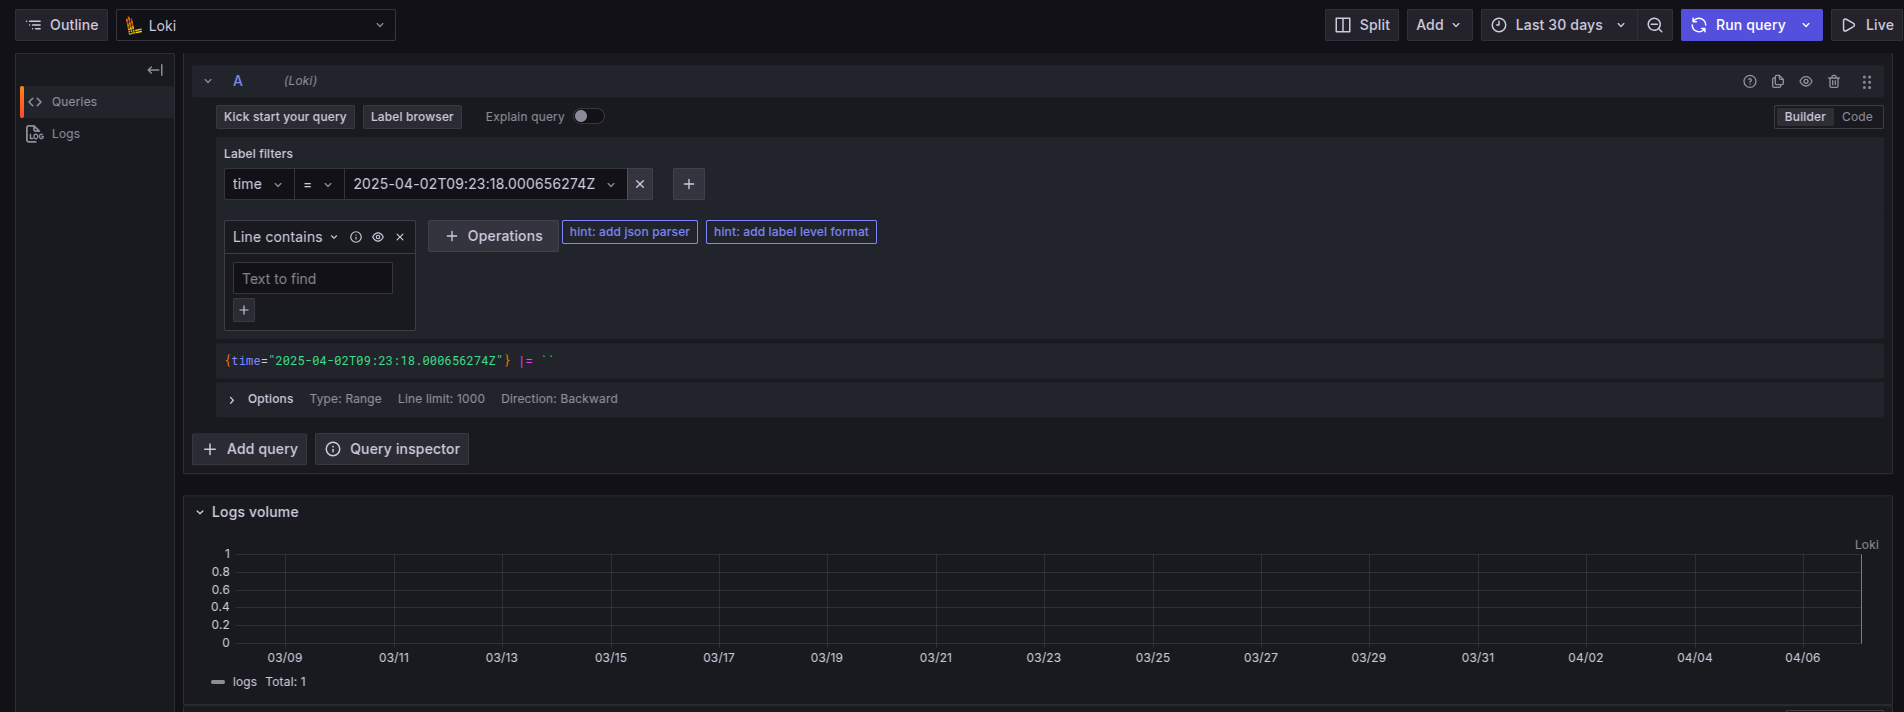 Outline
Loki
Split
Add
Last 30 days
Run query
Live
Queries
LOG Logs
A (Loki)
Kick start your query
Label browser
Explain query
Builder
Code
Label filters
time = 2025-04-02T09:23:18.000656274Z
Line contains
Operations
hint: add json parser
hint: add label level format
Text to find
{time="2025-04-02T09:23:18.000656274Z"} |= ``
Options Type: Range Line limit: 1000 Direction: Backward
Add query
Query inspector
Logs volume
Loki
1
0.8
0.6
0.4
0.2
0
03/09 03/11 03/13 03/15 03/17 03/19 03/21 03/23 03/25 03/27 03/29 03/31 04/02 04/04 04/06
logs Total: 1